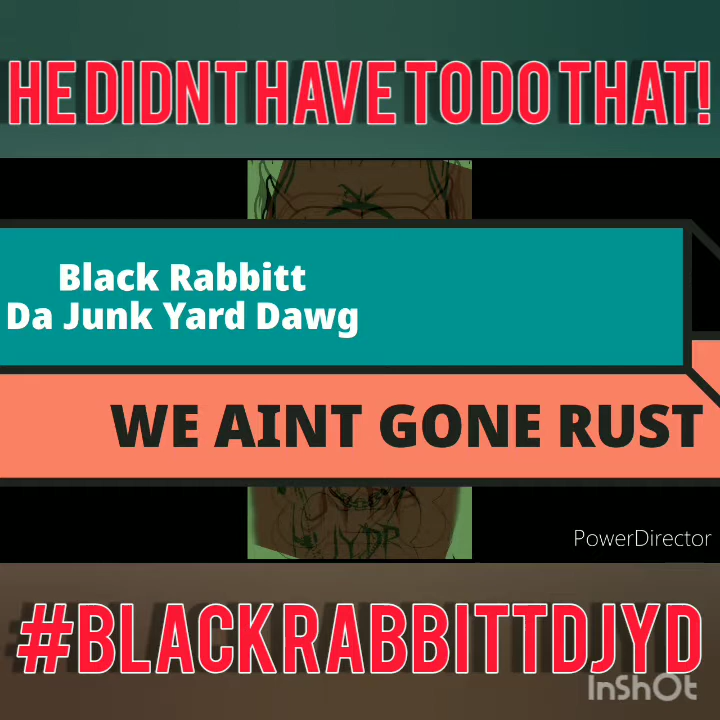 HE DIDNT HAVE TO DO THAT!
Black Rabbitt
Da Junk Yard Dawg
WE AINT GONE RUST
JYDP
PowerDirector
#BLACKRABBITTDJYD
InShOt